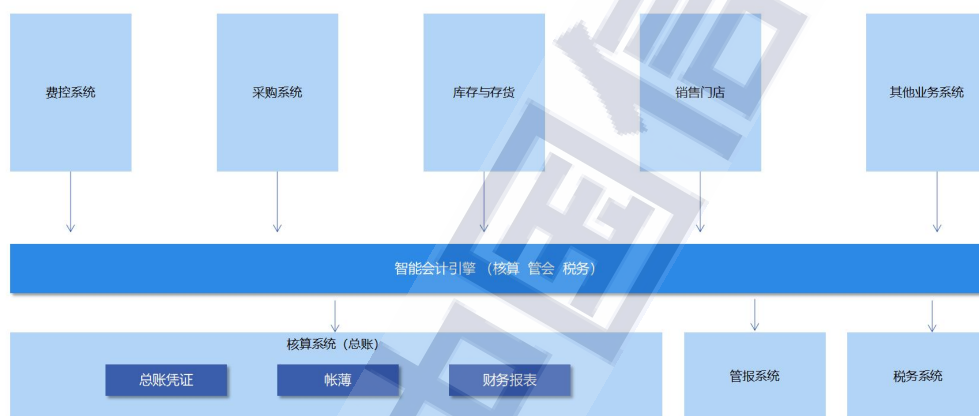 费控系统
采购系统
库存与存货
销售门店
其他业务系统
智能会计引擎（核算 管会 税务）
核算系统（总账）
总账凭证
帐薄
财务报表
管报系统
税务系统
中国信